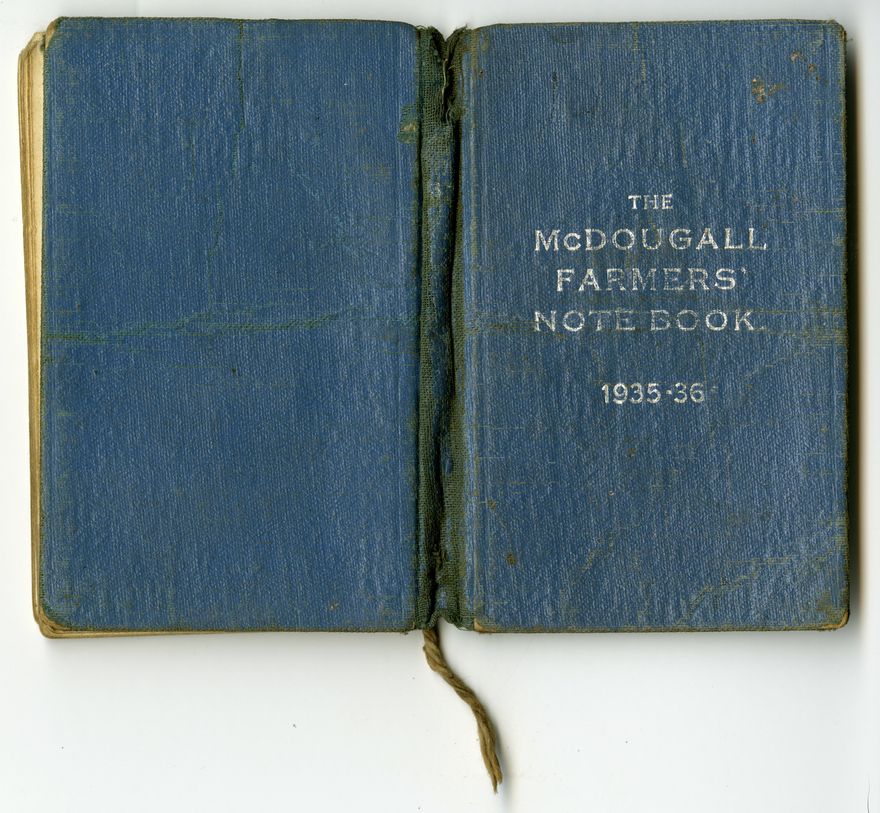 THE
McDOUGALL
FARMERS'
NOTE BOOK.
1935-36